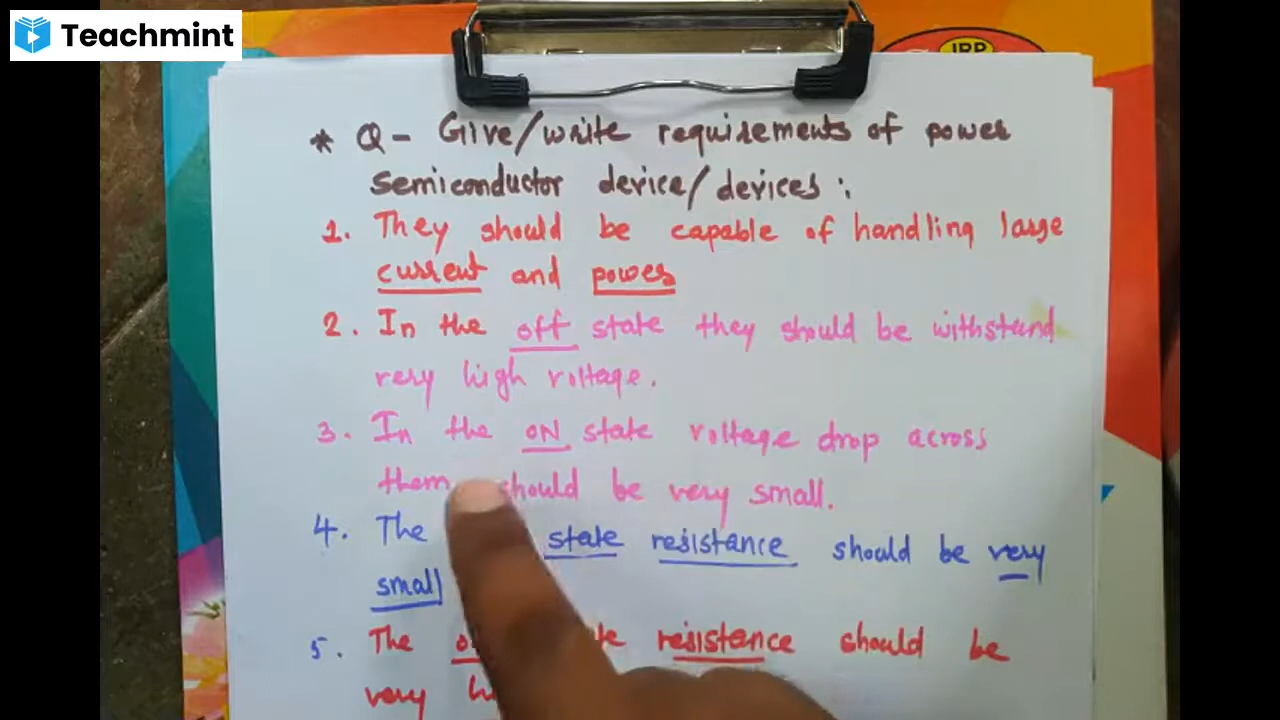 Teachmint
IRP
* Q - Give/write requirements of power
semiconductor device/devices :
1. They should be capable of handling large
current and power
2. In the off state they should be withstand
very high voltage.
3. In the ON state voltage drop across
them should be very small.
4. The state resistance should be very
small
5. The resistance should be
very